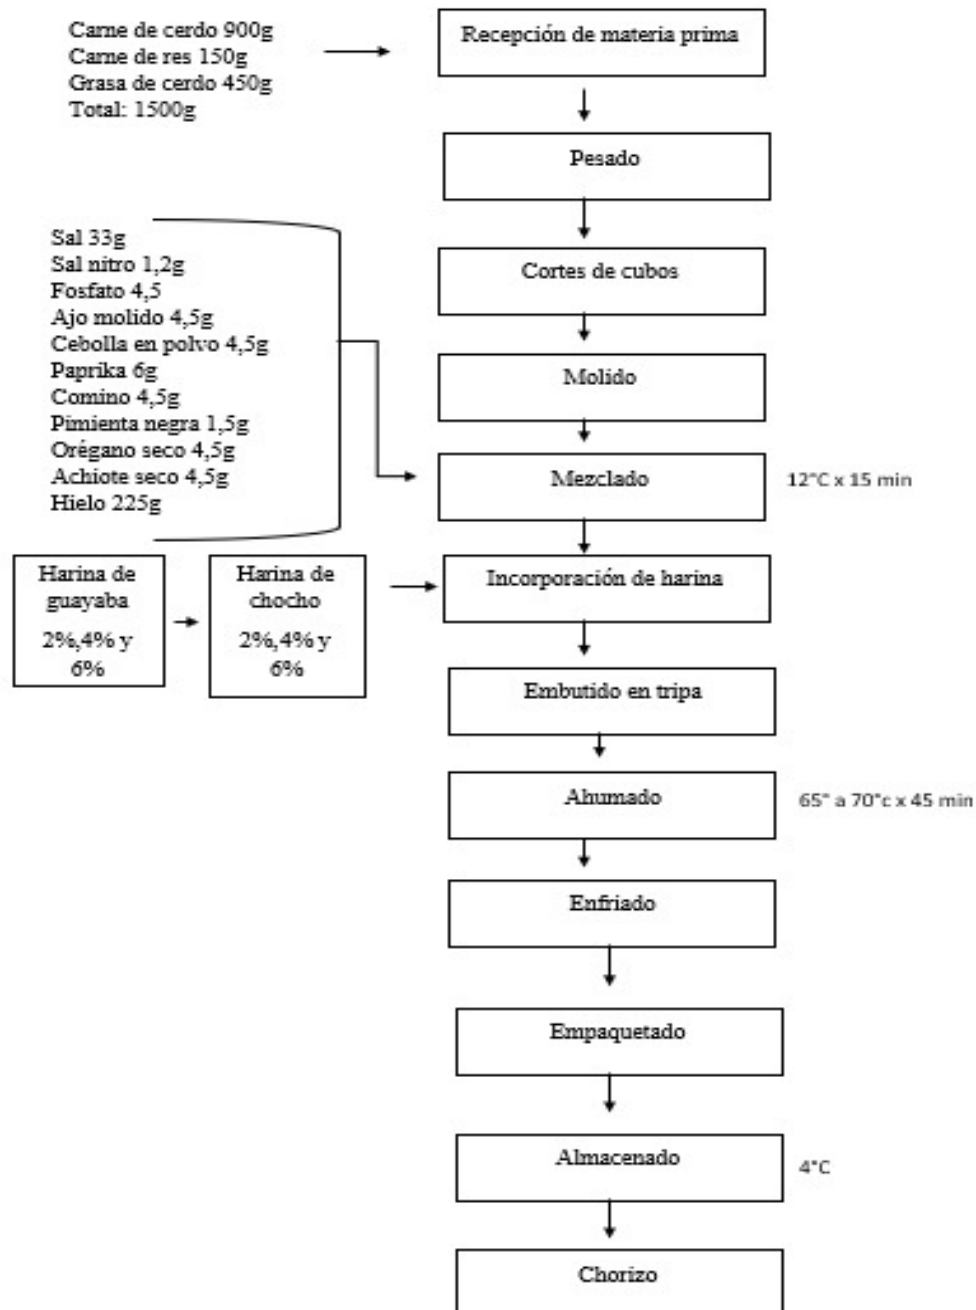 Carne de cerdo 900g
Carne de res 150g
Grasa de cerdo 450g
Total: 1500g
Recepción de materia prima
Pesado
Cortes de cubos
Molido
Sal 33g
Sal nitro 1,2g
Fosfato 4,5
Ajo molido 4,5g
Cebolla en polvo 4,5g
Paprika 6g
Comino 4,5g
Pimienta negra 1,5g
Orégano seco 4,5g
Achiote seco 4,5g
Hielo 225g
Mezclado
12°C x 15 min
Harina de
guayaba
2%,4% y
6%
Harina de
chocho
2%,4% y
6%
Incorporación de harina
Embutido en tripa
Ahumado
65° a 70°c x 45 min
Enfriado
Empaquetado
Almacenado
4°C
Chorizo